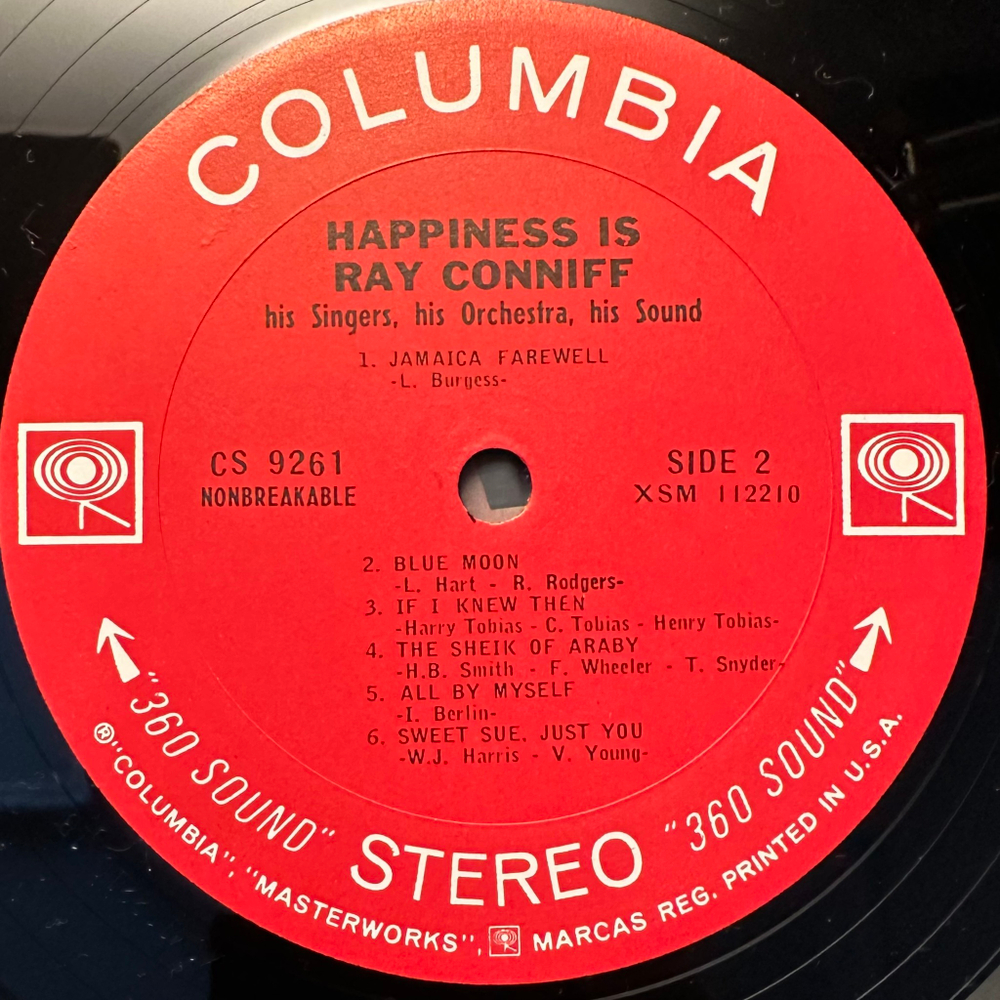 COLUMBIA
HAPPINESS IS
RAY CONNIFF
his Singers, his Orchestra, his Sound
1. JAMAICA FAREWELL
-L. Burgess-
CS 9261
NONBREAKABLE
SIDE 2
XSM 112210
2. BLUE MOON
-L. Hart - R. Rodgers-
3. IF I KNEW THEN
-Harry Tobias - C. Tobias - Henry Tobias-
4. THE SHEIK OF ARABY
-H.B. Smith - F. Wheeler - T. Snyder-
5. ALL BY MYSELF
-I. Berlin-
6. SWEET SUE, JUST YOU
-W.J. Harris - V. Young-
"360 SOUND" STEREO "360 SOUND"
®"COLUMBIA", "MASTERWORKS", MARCAS REG. PRINTED IN U.S.A.